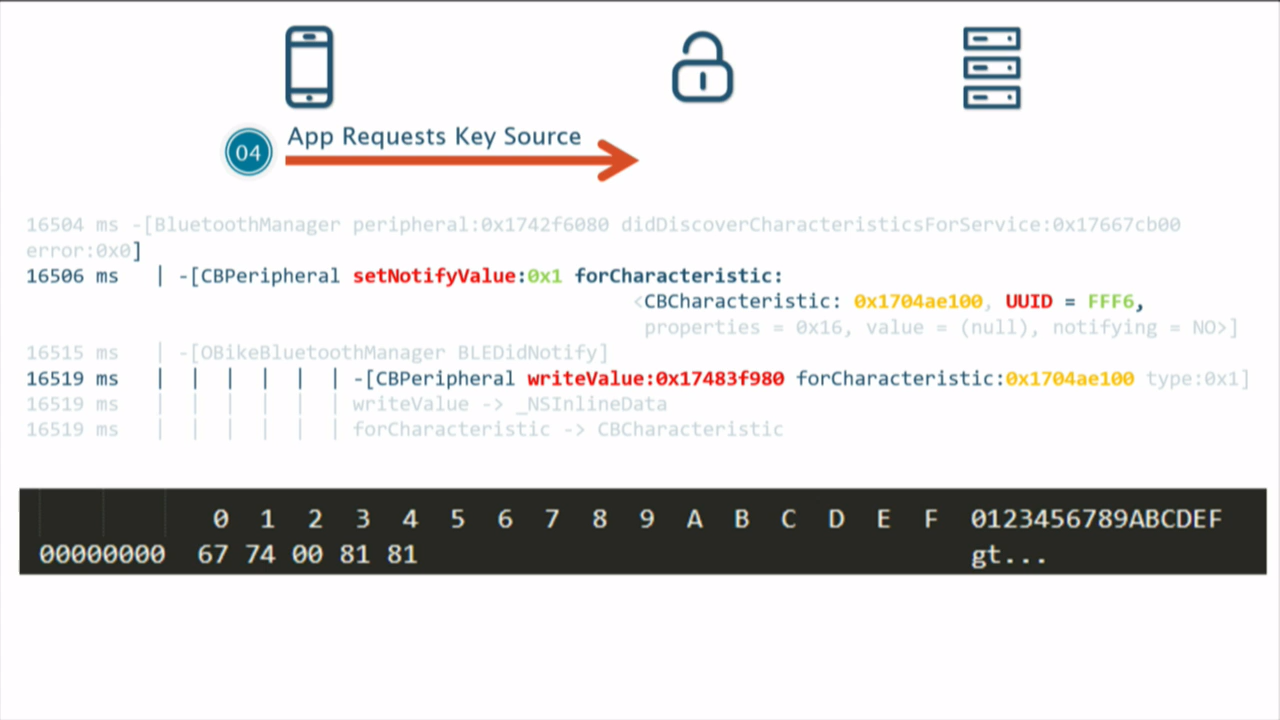 04 App Requests Key Source
16504 ms -[BluetoothManager peripheral:0x1742f6080 didDiscoverCharacteristicsForService:0x17667cb00
error:0x0]
16506 ms | -[CBPeripheral setNotifyValue:0x1 forCharacteristic:
<CBCharacteristic: 0x1704ae100, UUID = FFF6,
properties = 0x16, value = (null), notifying = NO>]
16515 ms | -[OBikeBluetoothManager BLEDidNotify]
16519 ms | | | | | | -[CBPeripheral writeValue:0x17483f980 forCharacteristic:0x1704ae100 type:0x1]
16519 ms | | | | | | writeValue -> _NSInlineData
16519 ms | | | | | | forCharacteristic -> CBCharacteristic
0 1 2 3 4 5 6 7 8 9 A B C D E F 0123456789ABCDEF
00000000 67 74 00 81 81 gt...